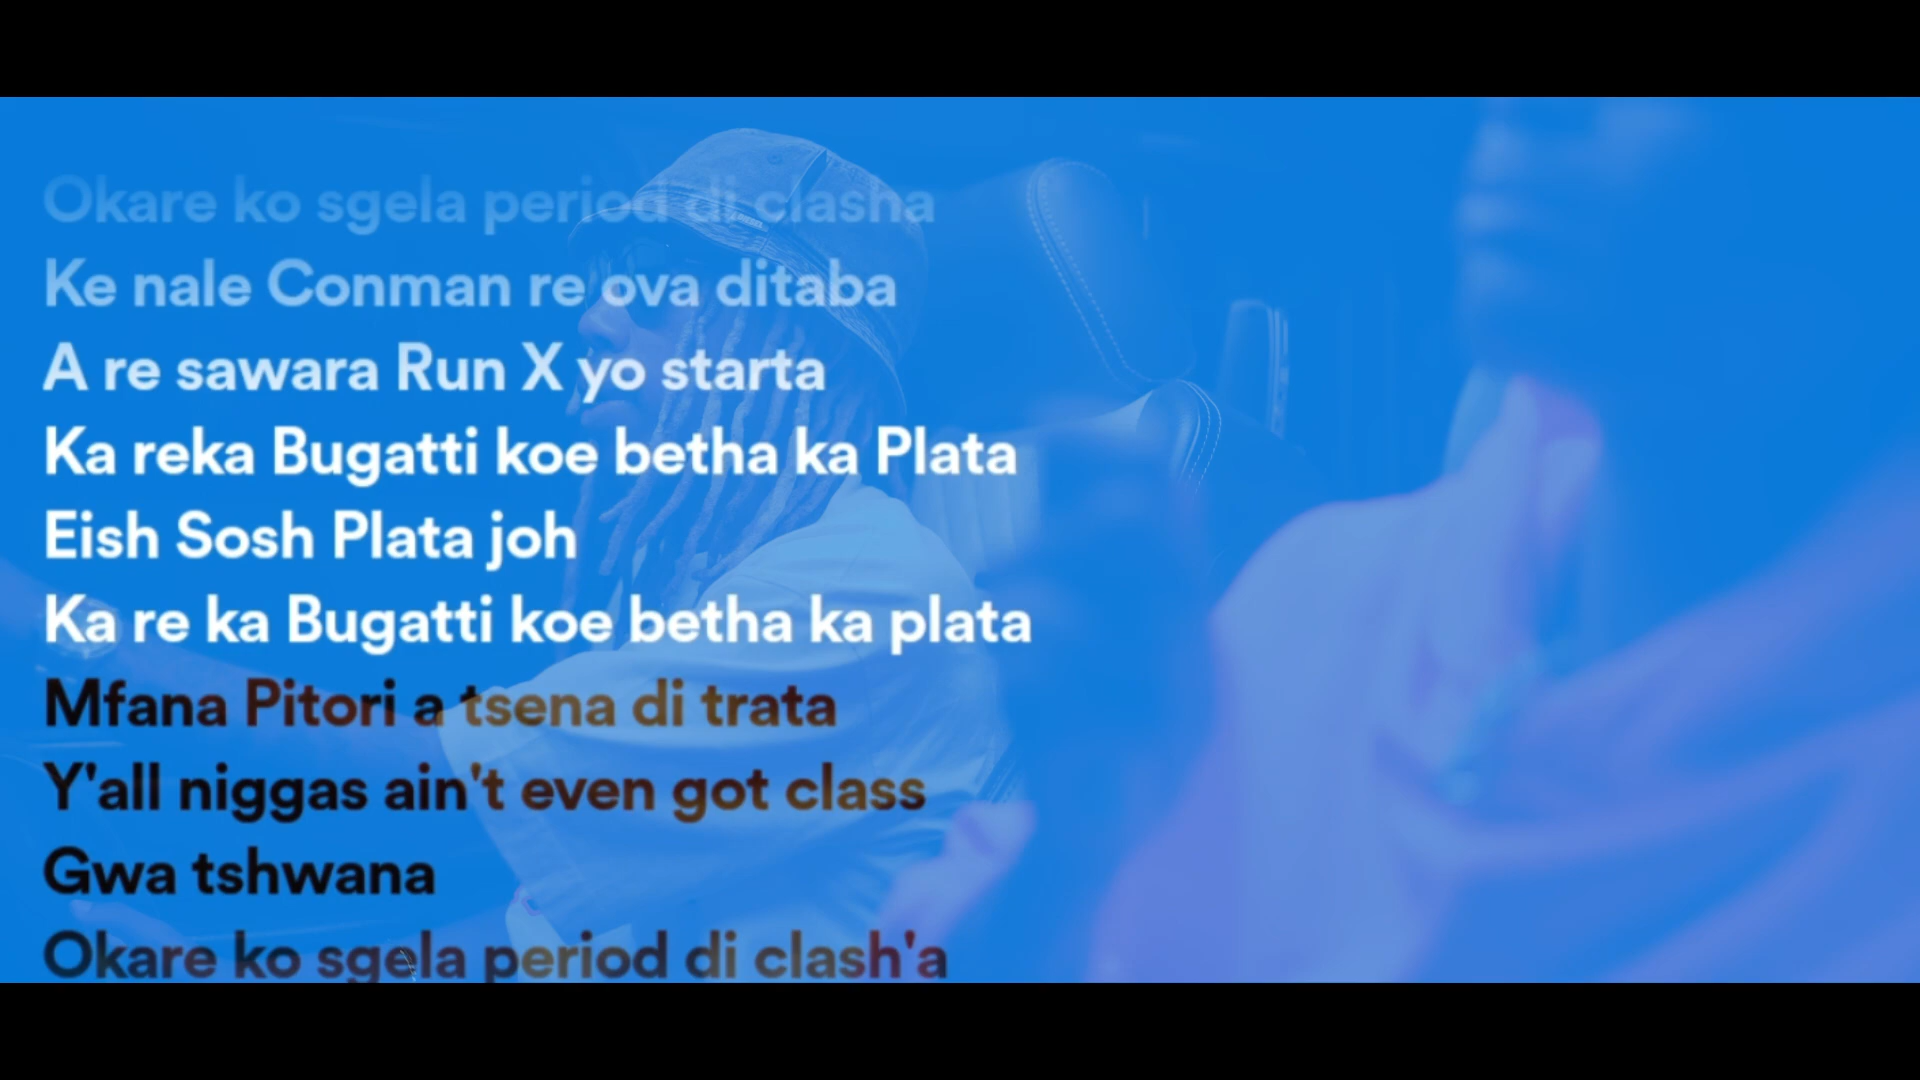 Okare ko sgela period di clasha
Ke nale Conman re ova ditaba
A re sawara Run X yo starta
Ka reka Bugatti koe betha ka Plata
Eish Sosh Plata joh
Ka re ka Bugatti koe betha ka plata
Mfana Pitori a tsena di trata
Y'all niggas ain't even got class
Gwa tshwana
Okare ko sgela period di clash'a